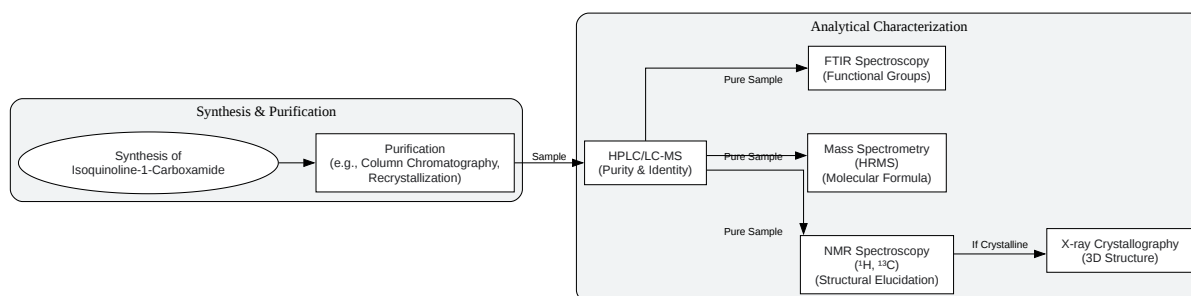 Analytical Characterization
FTIR Spectroscopy
(Functional Groups)
Pure Sample
Synthesis & Purification
Synthesis of
Isoquinoline-1-Carboxamide
Purification
(e.g., Column Chromatography,
Recrystallization)
Sample
HPLC/LC-MS
(Purity & Identity)
Pure Sample
Mass Spectrometry
(HRMS)
(Molecular Formula)
Pure Sample
NMR Spectroscopy
(¹H, ¹³C)
(Structural Elucidation)
If Crystalline
X-ray Crystallography
(3D Structure)